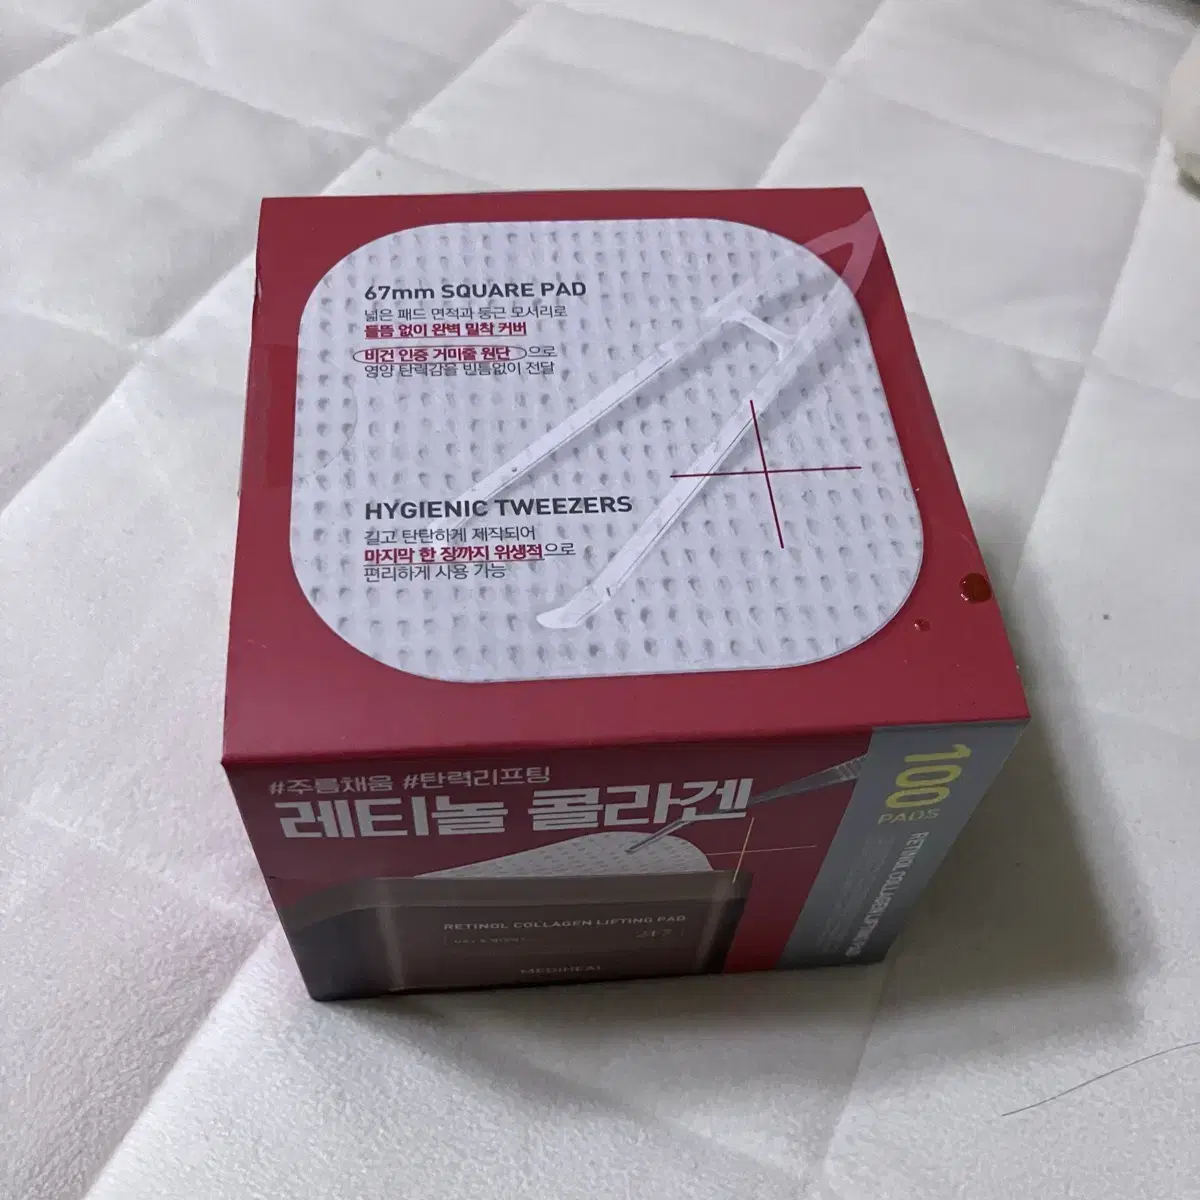 67mm SQUARE PAD
넓은 패드 면적과 둥근 모서리로
들뜸 없이 완벽 밀착 커버
비건 인증 거미줄 원단으로
영양 탄력감을 빈틈없이 전달
HYGIENIC TWEEZERS
길고 탄탄하게 제작되어
마지막 한 장까지 위생적으로
편리하게 사용 가능
#주름채움 #탄력리프팅
레티놀 콜라겐
RETINOL COLLAGEN LIFTING PAD
MEDIHEAL
100
PADS
RETINOL COLLAGEN LIFTING PAD